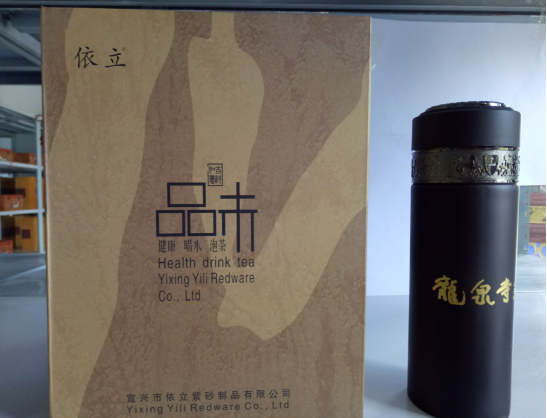 依立
品味
健康 喝水 泡茶
Health drink tea
Yixing Yili Redware
Co., Ltd
宜兴市依立紫砂制品有限公司
Yixing Yili Redware Co., Ltd
龍泉寺